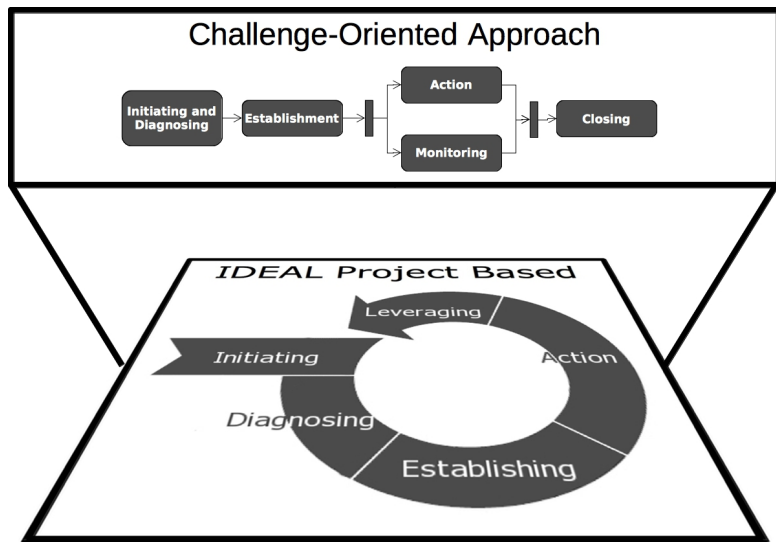 Challenge-Oriented Approach
Initiating and
Diagnosing
Establishment
Action
Monitoring
Closing
IDEAL Project Based
Leveraging
Initiating
Action
Diagnosing
Establishing